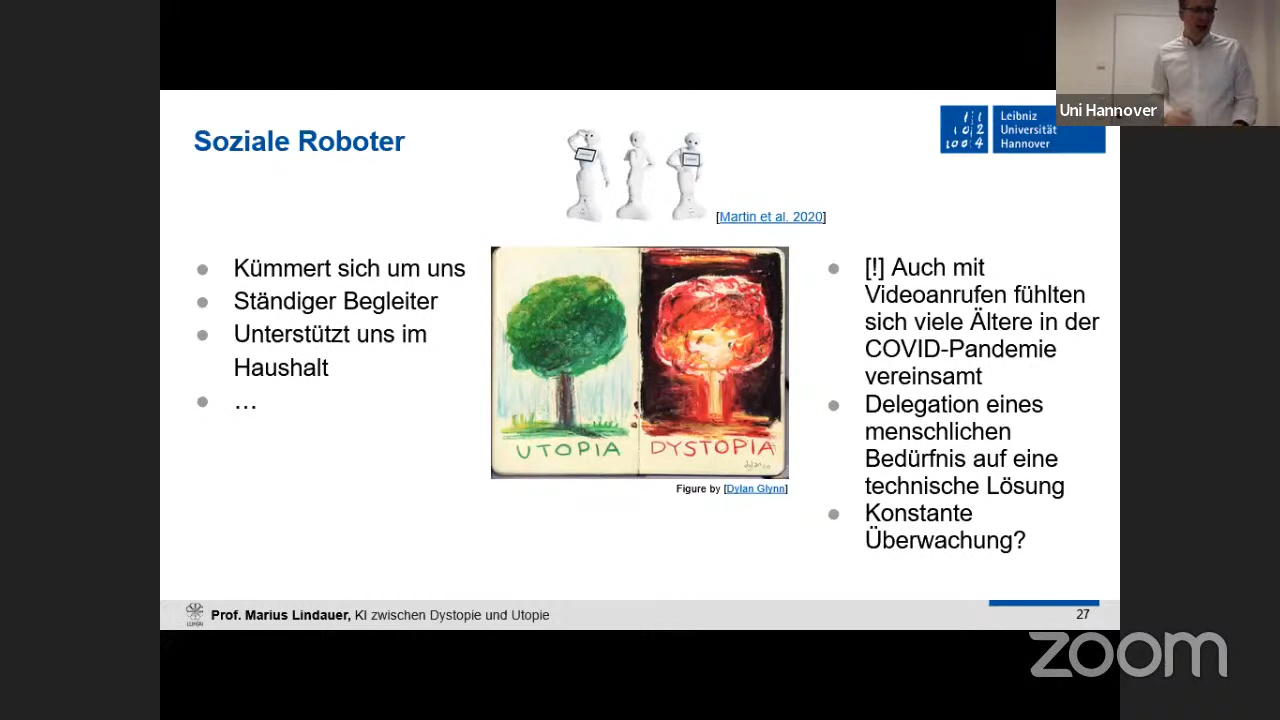 Uni Hannover
Soziale Roboter
Leibniz
Universität
Hannover
[Martin et al. 2020]
● Kümmert sich um uns
● Ständiger Begleiter
● Unterstützt uns im
Haushalt
● …
UTOPIA
DYSTOPIA
Figure by [Dylan Glynn]
● [!] Auch mit
Videoanrufen fühlten
sich viele Ältere in der
COVID-Pandemie
vereinsamt
● Delegation eines
menschlichen
Bedürfnis auf eine
technische Lösung
● Konstante
Überwachung?
Prof. Marius Lindauer, KI zwischen Dystopie und Utopie
27
zoom